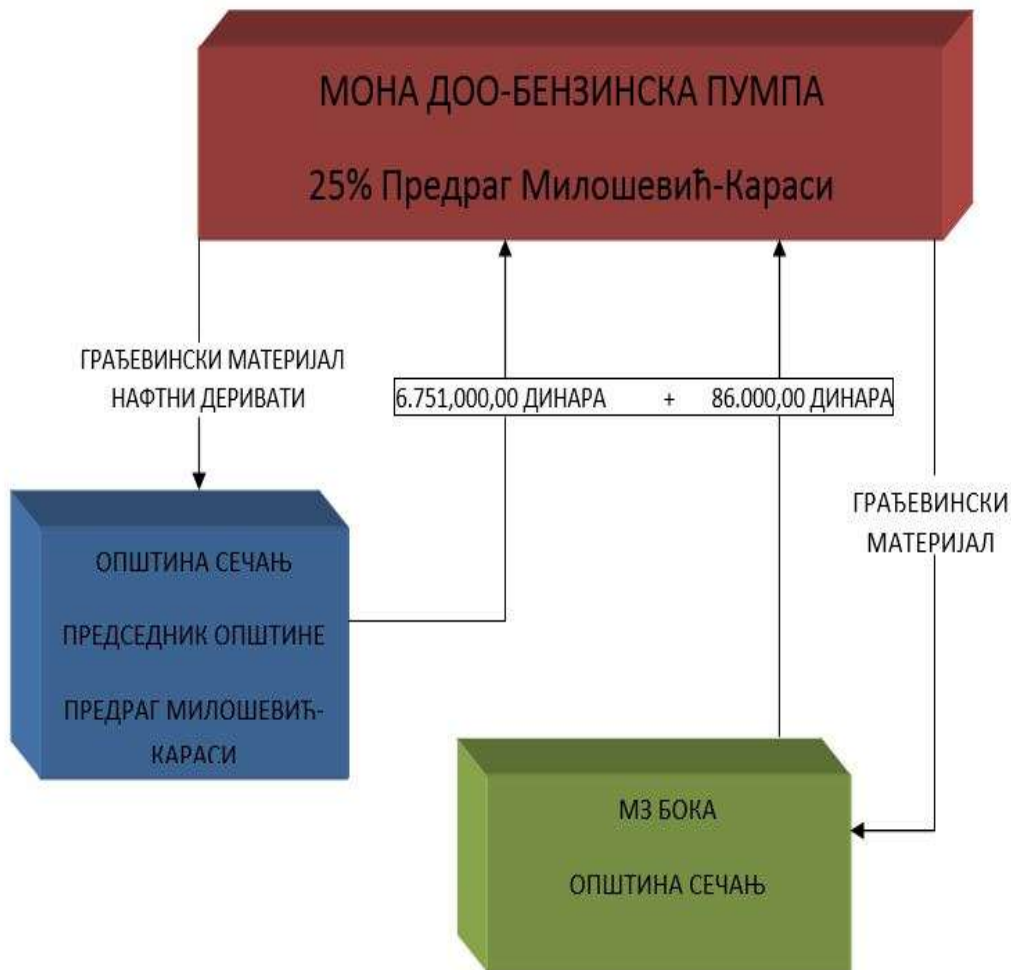 МОНА ДОО-БЕНЗИНСКА ПУМПА
25% Предраг Милошевић-Караси
ГРАЂЕВИНСКИ МАТЕРИЈАЛ
НАФТНИ ДЕРИВАТИ
6.751,000,00 ДИНАРА + 86.000,00 ДИНАРА
ГРАЂЕВИНСКИ
МАТЕРИЈАЛ
ОПШТИНА СЕЧАЊ
ПРЕДСЕДНИК ОПШТИНЕ
ПРЕДРАГ МИЛОШЕВИЋ-
КАРАСИ
МЗ БОКА
ОПШТИНА СЕЧАЊ